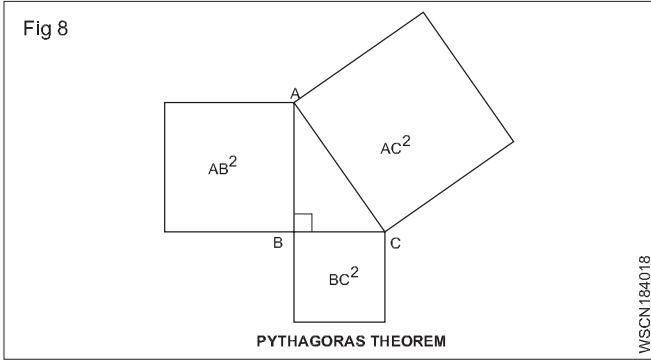 Fig 8
A
AB²
AC²
B
C
BC²
PYTHAGORAS THEOREM
WSCN184018